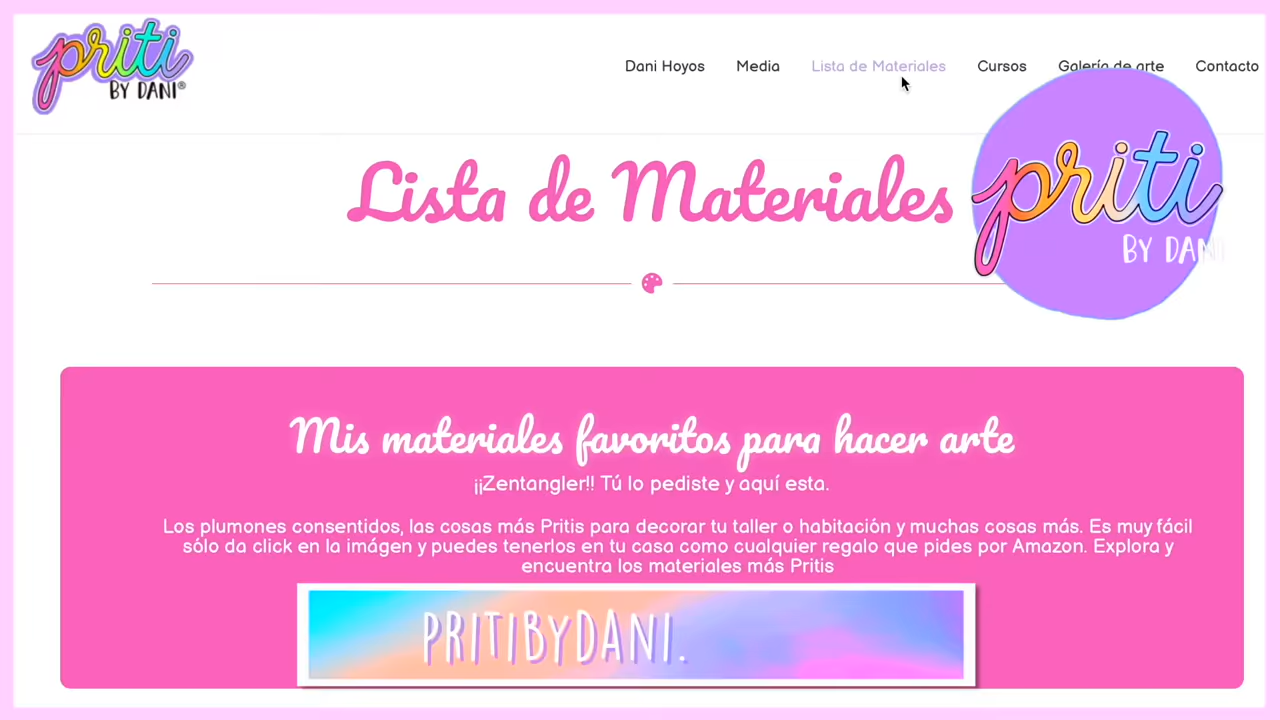 priti
BY DANI®
Dani Hoyos Media Lista de Materiales Cursos Galería de arte Contacto
Lista de Materiales
priti
BY DANI
Mis materiales favoritos para hacer arte
¡¡Zentangler!! Tú lo pediste y aquí esta.
Los plumones consentidos, las cosas más Pritis para decorar tu taller o habitación y muchas cosas más. Es muy fácil
sólo da click en la imágen y puedes tenerlos en tu casa como cualquier regalo que pides por Amazon. Explora y
encuentra los materiales más Pritis
PRITIBYDANI.